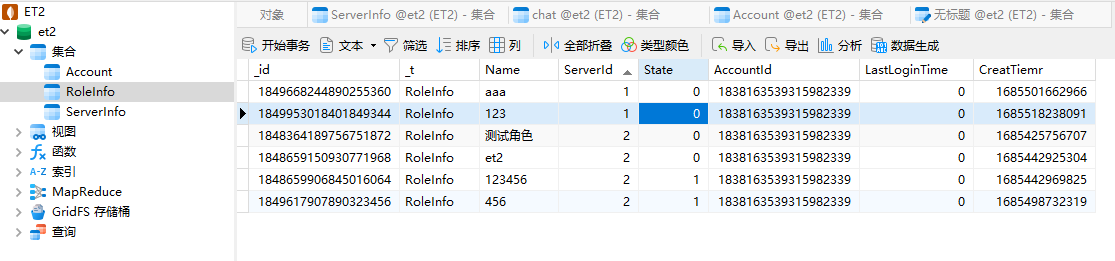 ET2
et2
集合
Account
RoleInfo
ServerInfo
视图
函数
A-Z 索引
MapReduce
GridFS 存储桶
查询
对象 ServerInfo @et2 (ET2) - 集合 chat @et2 (ET2) - 集合 Account @et2 (ET2) - 集合 无标题 @et2 (ET2) - 集合
开始事务 文本 筛选 排序 列 全部折叠 类型颜色 导入 导出 分析 数据生成
_id _t Name ServerId State AccountId LastLoginTime CreatTiemr
1849668244890255360 RoleInfo aaa 1 0 1838163539315982339 0 1685501662966
1849953018401849344 RoleInfo 123 1 0 1838163539315982339 0 1685518238091
1848364189756751872 RoleInfo 测试角色 2 0 1838163539315982339 0 1685425756707
1848659150930771968 RoleInfo et2 2 0 1838163539315982339 0 1685442925304
1848659906845016064 RoleInfo 123456 2 1 1838163539315982339 0 1685442969825
1849617907890323456 RoleInfo 456 2 1 1838163539315982339 0 1685498732319